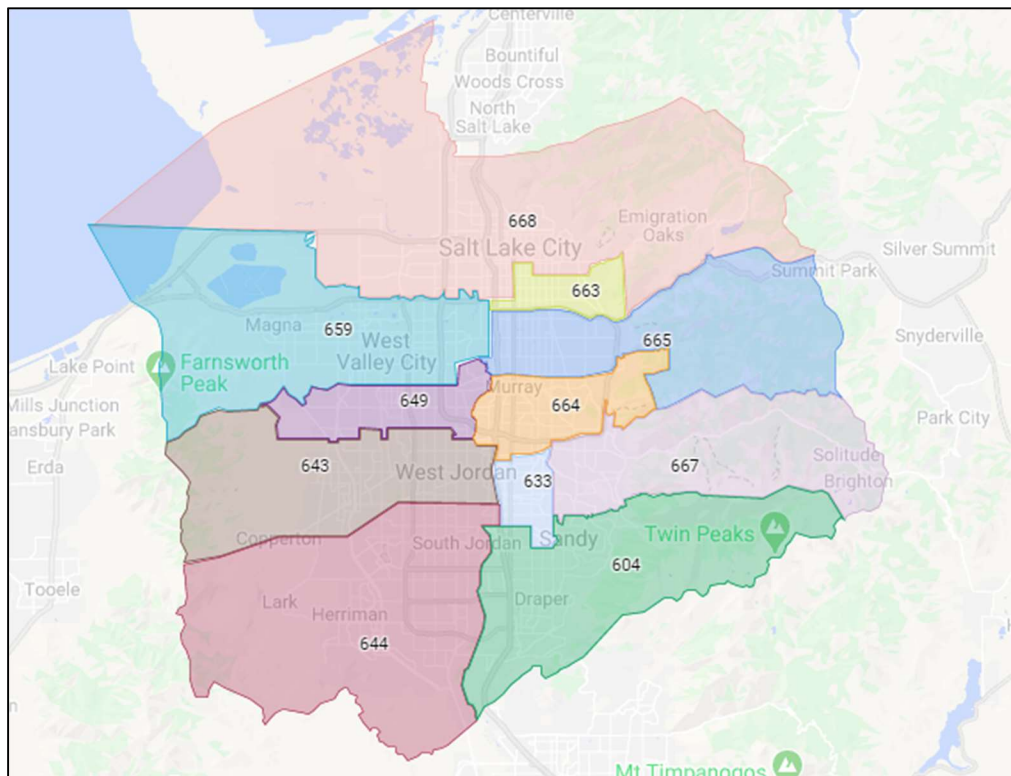 Centerville
Bountiful
Woods Cross
North
Salt Lake
668
Emigration
Oaks
Salt Lake City
Silver Summit
Summit Park
663
Magna
659
West
Valley City
665
Snyderville
Lake Point
Farnsworth
Peak
Murray
649
664
Mills Junction
ansbury Park
Park City
Erda
643
West Jordan
633
667
Solitude
Brighton
Copperton
South Jordan
Sandy
Twin Peaks
604
Tooele
Lark
Herriman
Draper
644
Mt Timpanogos